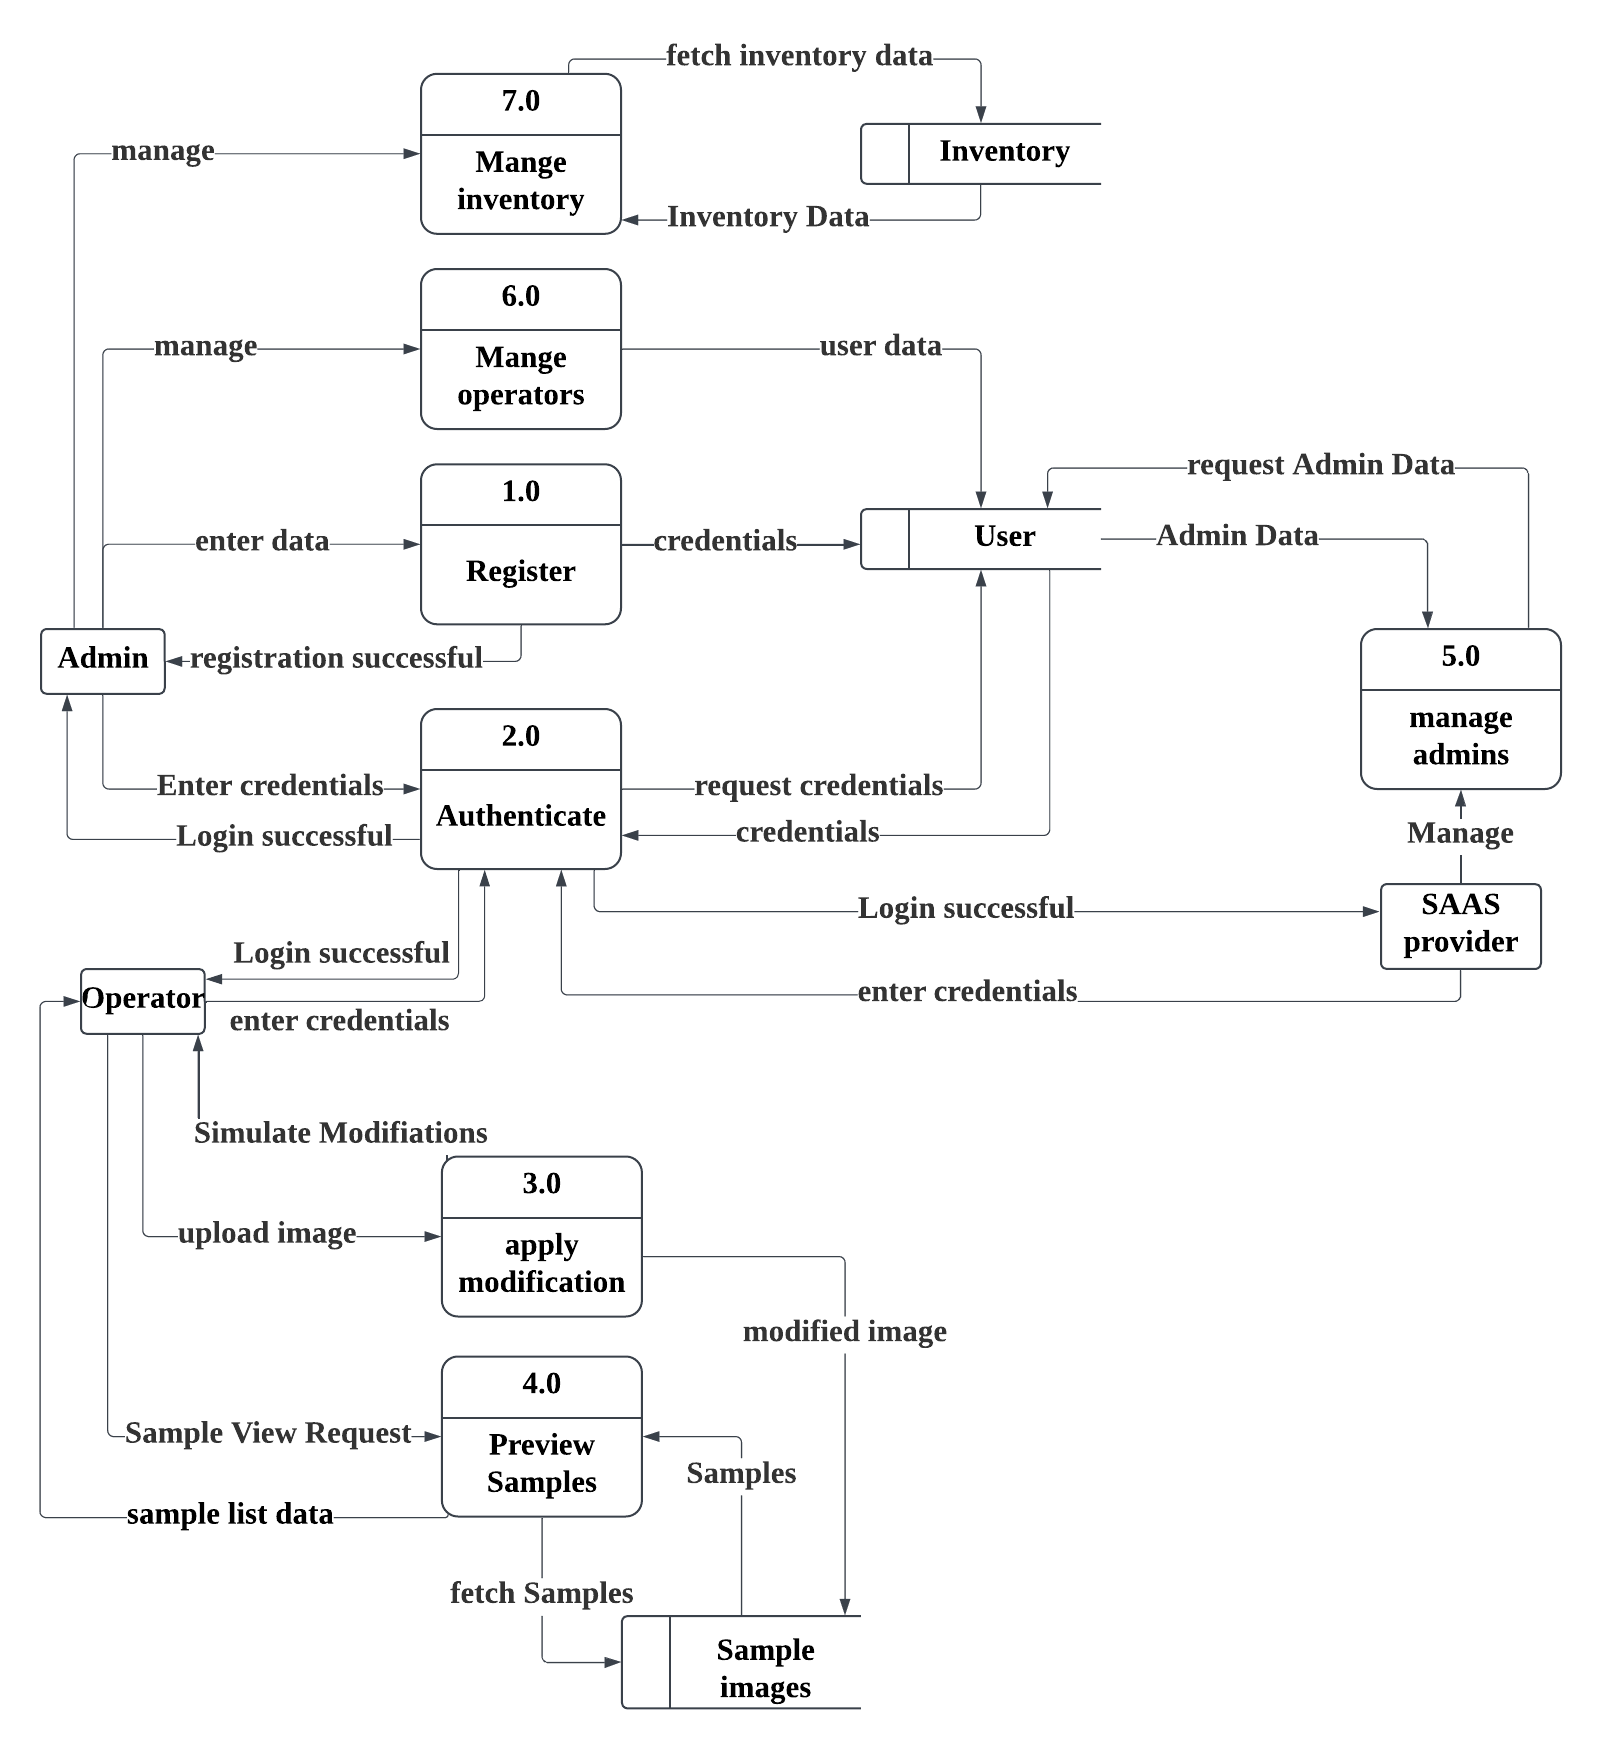 fetch inventory data
7.0
manage
Mange
inventory
Inventory
Inventory Data
6.0
manage
Mange
operators
user data
request Admin Data
1.0
enter data
Register
credentials
User
Admin Data
Admin
registration successful
5.0
manage
admins
2.0
Enter credentials
Authenticate
request credentials
Login successful
credentials
Manage
Login successful
SAAS
provider
Login successful
Operator
enter credentials
enter credentials
Simulate Modifiations
3.0
upload image
apply
modification
modified image
4.0
Sample View Request
Preview
Samples
Samples
sample list data
fetch Samples
Sample
images